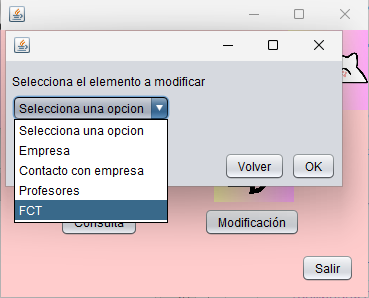 Selecciona el elemento a modificar
Selecciona una opcion
Selecciona una opcion
Empresa
Contacto con empresa
Profesores
FCT
Volver
OK
Consulta
Modificación
Salir